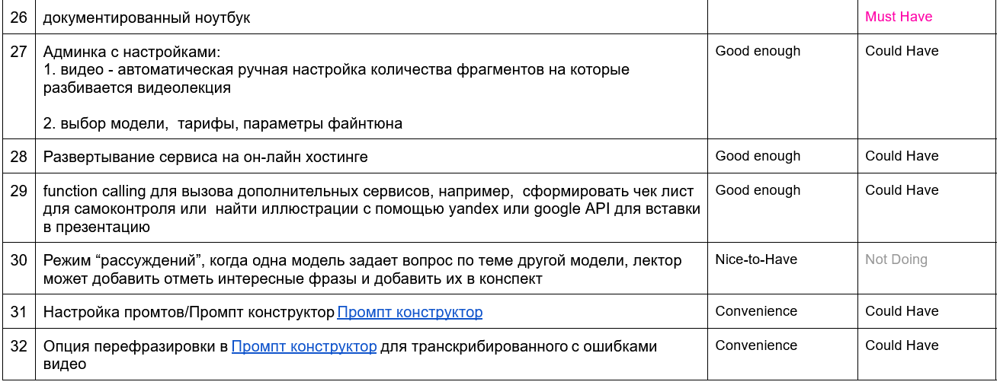 26 документированный ноутбук Must Have
27 Админка с настройками: Good enough Could Have
1. видео - автоматическая ручная настройка количества фрагментов на которые
разбивается видеолекция
2. выбор модели,  тарифы, параметры файнтюна
28 Развертывание сервиса на он-лайн хостинге Good enough Could Have
29 function calling для вызова дополнительных сервисов, например,  сформировать чек лист Good enough Could Have
для самоконтроля или  найти иллюстрации с помощью yandex или google API для вставки
в презентацию
30 Режим “рассуждений”, когда одна модель задает вопрос по теме другой модели, лектор Nice-to-Have Not Doing
может добавить отметь интересные фразы и добавить их в конспект
31 Настройка промтов/Промпт конструктор Промпт конструктор Convenience Could Have
32 Опция перефразировки в Промпт конструктор для транскрибированного с ошибками Convenience Could Have
видео